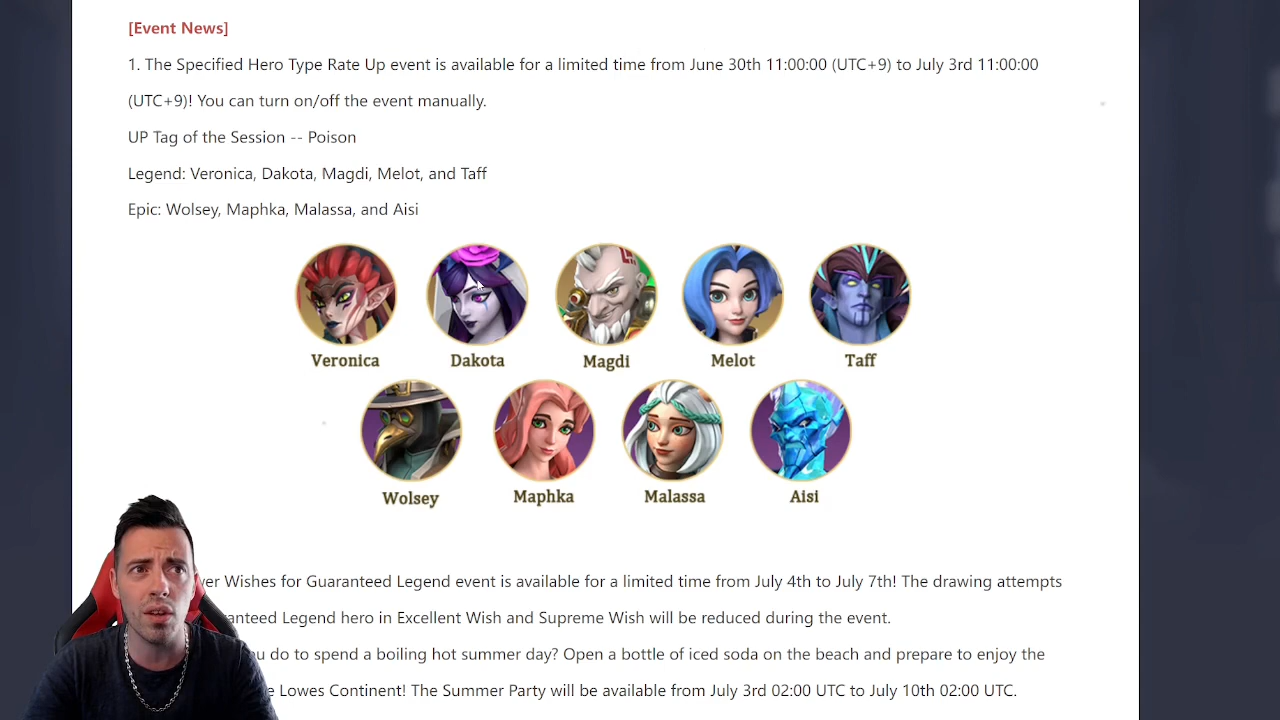 [Event News]
1. The Specified Hero Type Rate Up event is available for a limited time from June 30th 11:00:00 (UTC+9) to July 3rd 11:00:00
(UTC+9)! You can turn on/off the event manually.
UP Tag of the Session -- Poison
Legend: Veronica, Dakota, Magdi, Melot, and Taff
Epic: Wolsey, Maphka, Malassa, and Aisi
Veronica Dakota Magdi Melot Taff
Wolsey Maphka Malassa Aisi
Wishes for Guaranteed Legend event is available for a limited time from July 4th to July 7th! The drawing attempts
Legend hero in Excellent Wish and Supreme Wish will be reduced during the event.
do to spend a boiling hot summer day? Open a bottle of iced soda on the beach and prepare to enjoy the
Lowes Continent! The Summer Party will be available from July 3rd 02:00 UTC to July 10th 02:00 UTC.